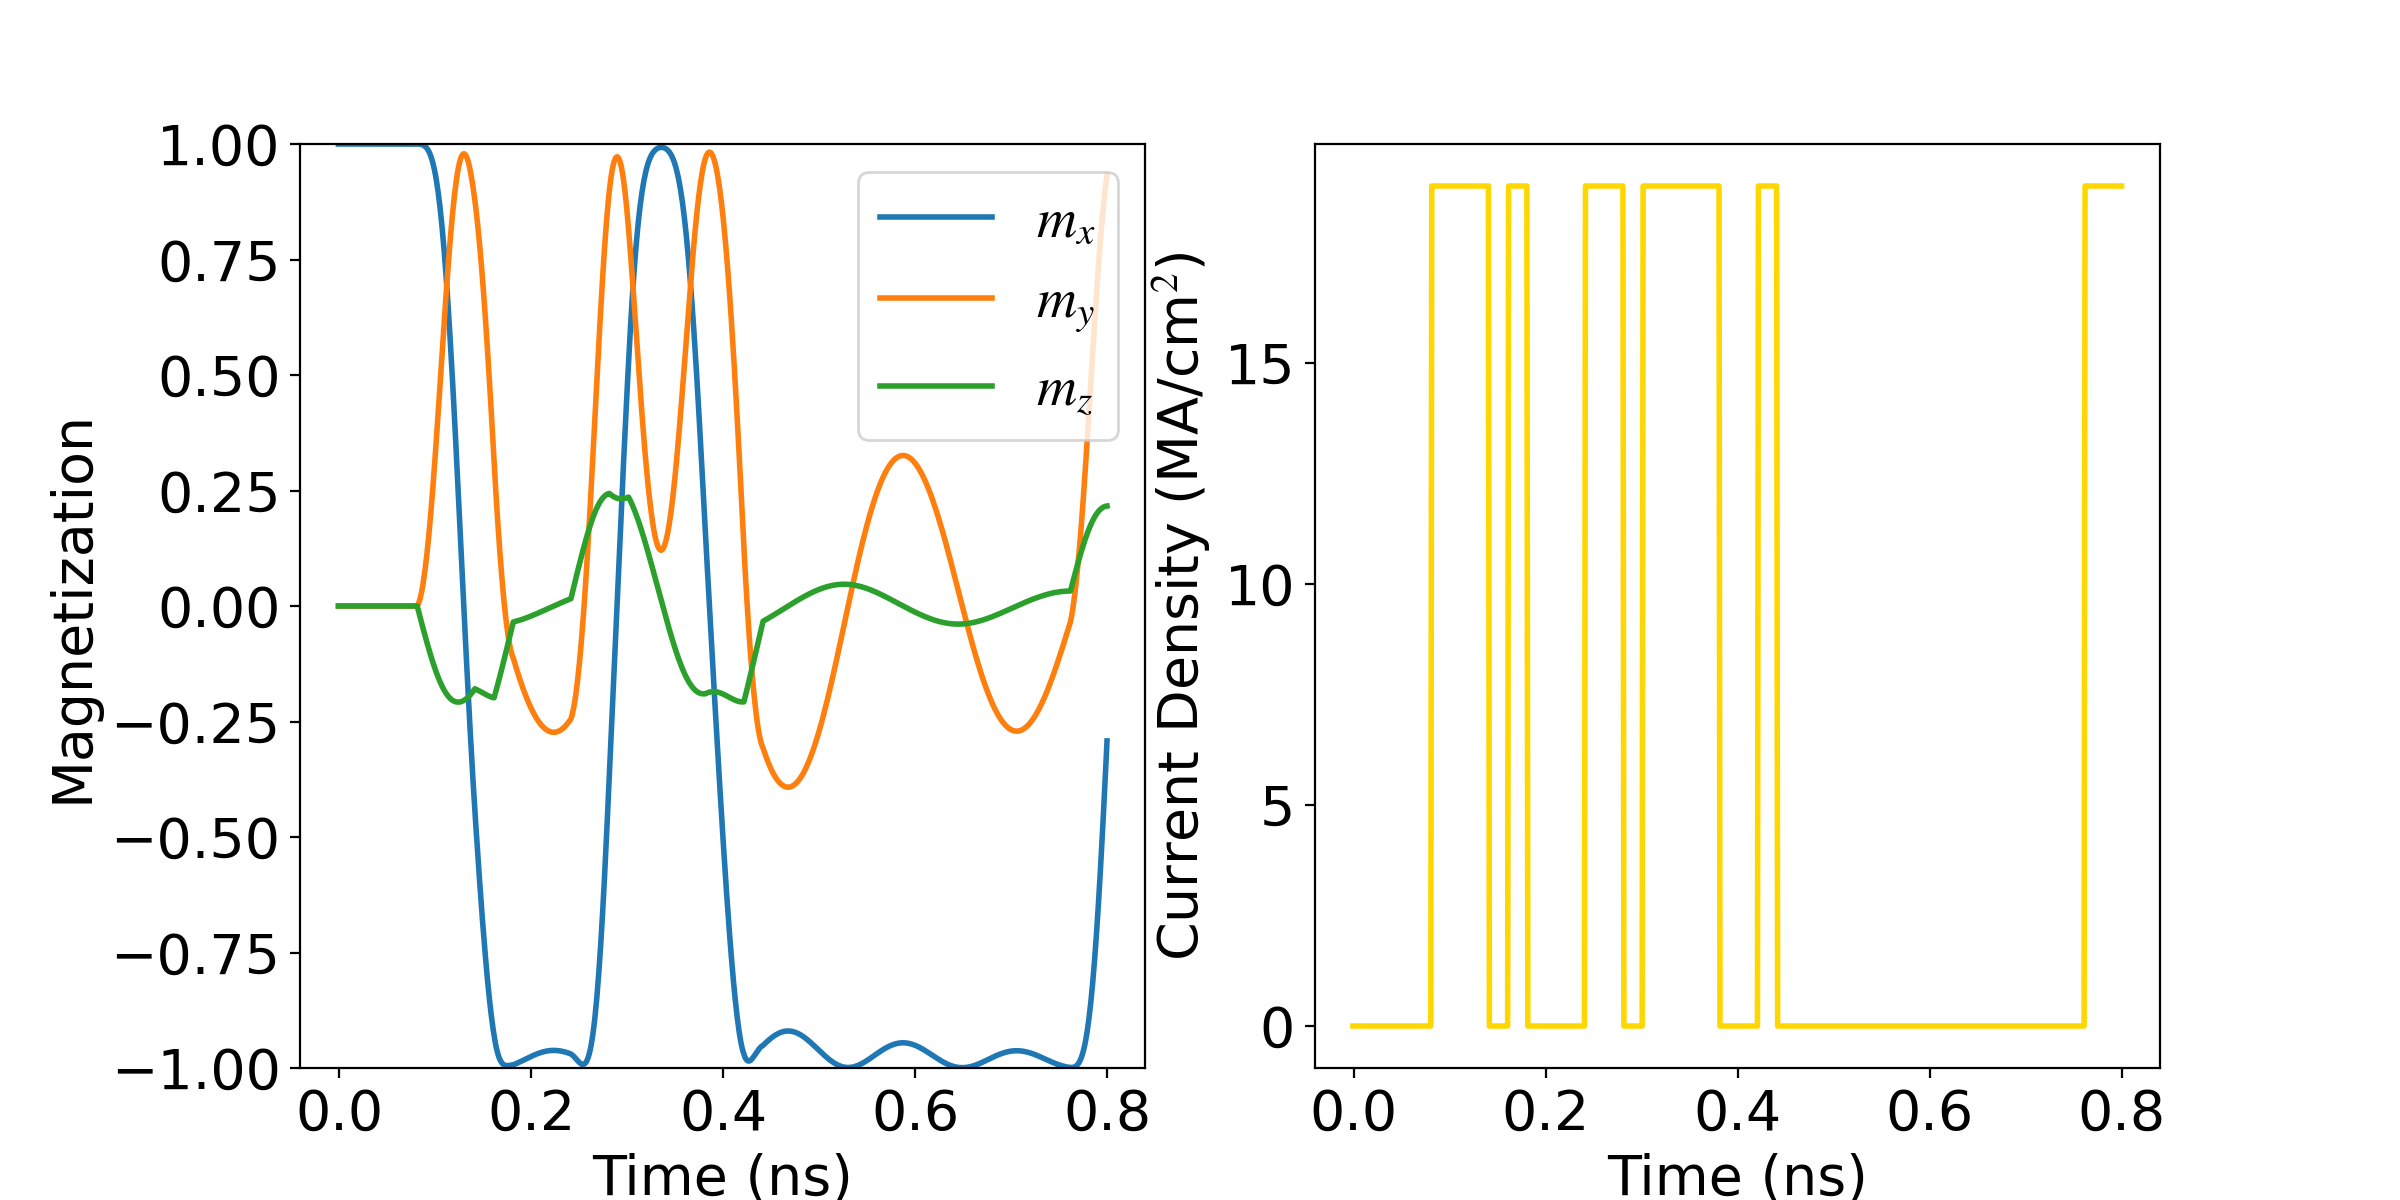 Magnetization
1.00
0.75
0.50
0.25
0.00
−0.25
−0.50
−0.75
−1.00
0.0 0.2 0.4 0.6 0.8
Time (ns)
m_x
m_y
m_z
Current Density (MA/cm²)
15
10
5
0
0.0 0.2 0.4 0.6 0.8
Time (ns)